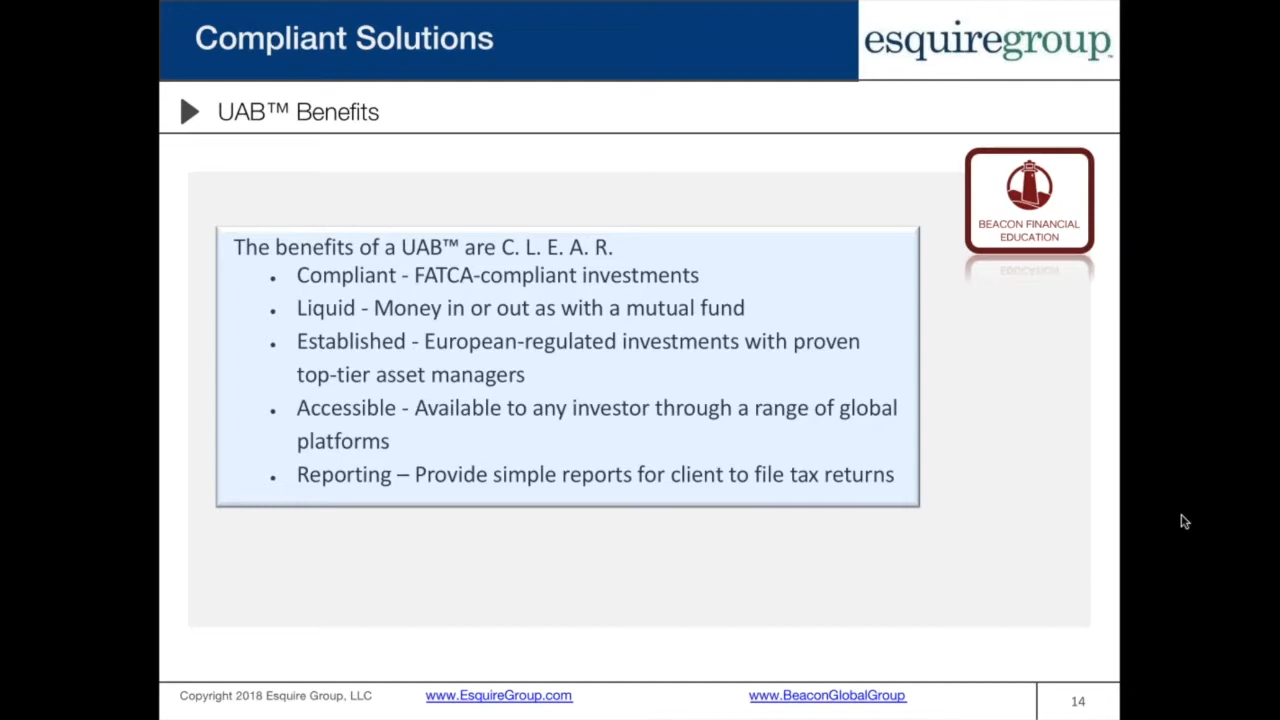 Compliant Solutions
esquiregroup™
UAB™ Benefits
BEACON FINANCIAL
EDUCATION
The benefits of a UAB™ are C. L. E. A. R.
• Compliant - FATCA-compliant investments
• Liquid - Money in or out as with a mutual fund
• Established - European-regulated investments with proven
top-tier asset managers
• Accessible - Available to any investor through a range of global
platforms
• Reporting – Provide simple reports for client to file tax returns
Copyright 2018 Esquire Group, LLC
www.EsquireGroup.com
www.BeaconGlobalGroup
14